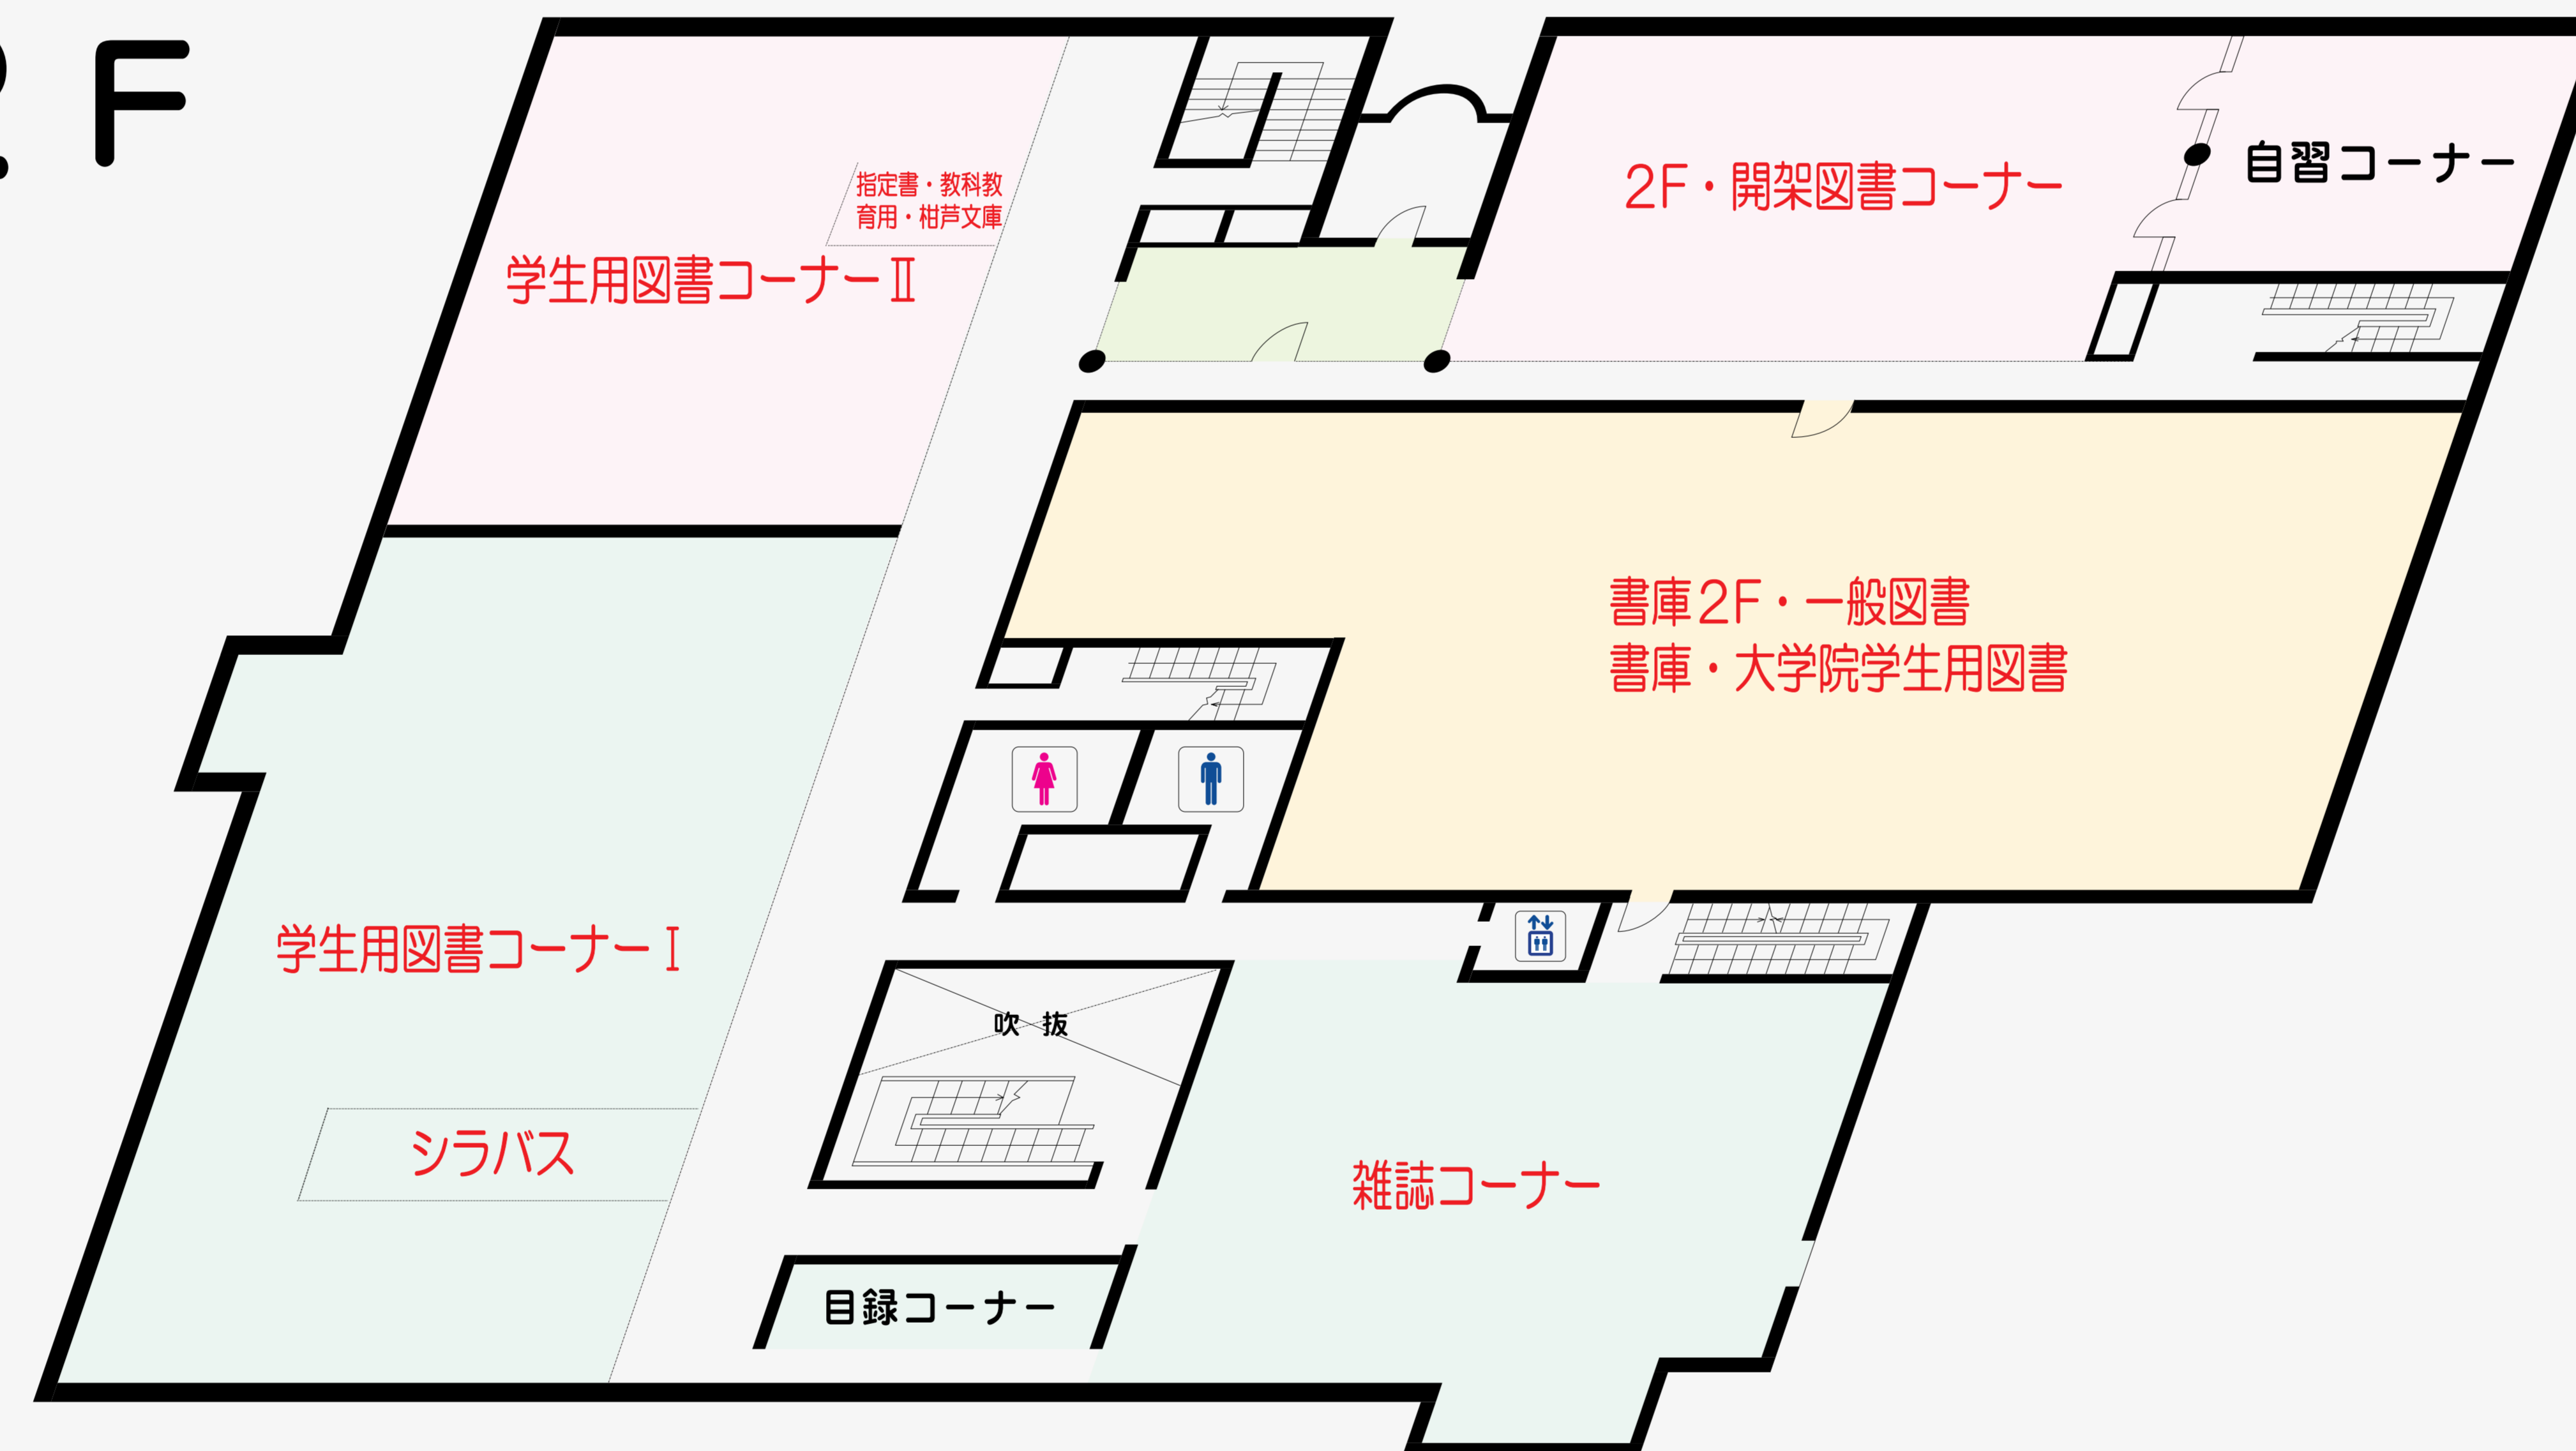 F
指定書・教科教
育用・柑芦文庫
学生用図書コーナーⅡ
2F・開架図書コーナー
自習コーナー
書庫2F・一般図書
書庫・大学院学生用図書
学生用図書コーナーⅠ
吹 抜
シラバス
雑誌コーナー
目録コーナー